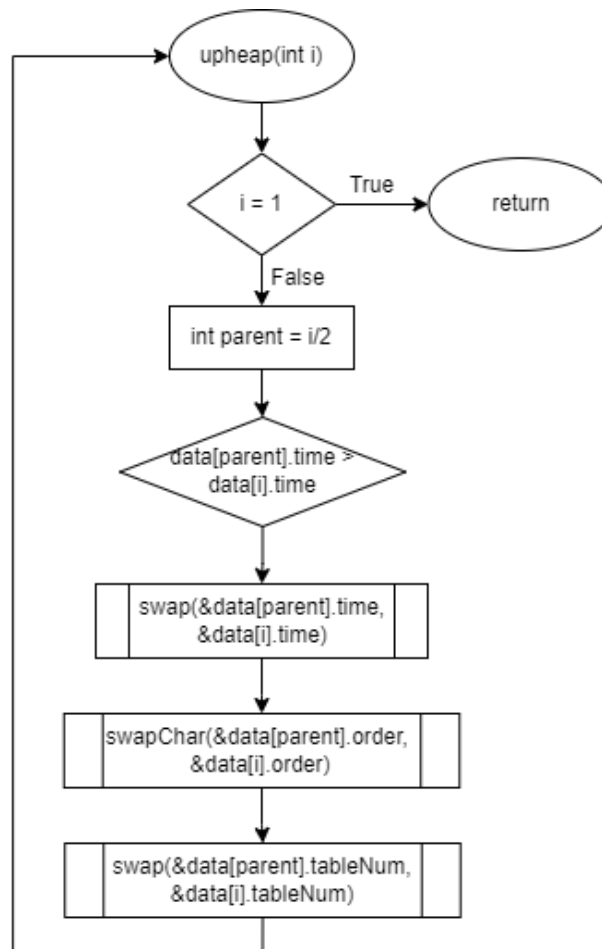 upheap(int i)
i = 1
True
return
False
int parent = i/2
data[parent].time >
data[i].time
swap(&data[parent].time,
&data[i].time)
swapChar(&data[parent].order,
&data[i].order)
swap(&data[parent].tableNum,
&data[i].tableNum)